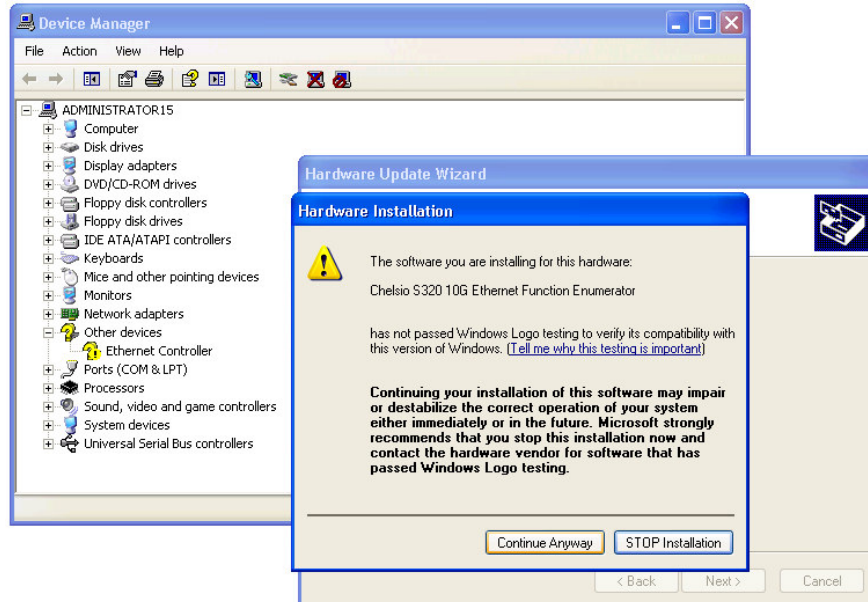 Device Manager
File Action View Help
ADMINISTRATOR15
Computer
Disk drives
Display adapters
DVD/CD-ROM drives
Floppy disk controllers
Floppy disk drives
IDE ATA/ATAPI controllers
Keyboards
Mice and other pointing devices
Monitors
Network adapters
Other devices
Ethernet Controller
Ports (COM & LPT)
Processors
Sound, video and game controllers
System devices
Universal Serial Bus controllers
Hardware Update Wizard
Hardware Installation
The software you are installing for this hardware:
Chelsio S320 10G Ethernet Function Enumerator
has not passed Windows Logo testing to verify its compatibility with
this version of Windows. (Tell me why this testing is important)
Continuing your installation of this software may impair
or destabilize the correct operation of your system
either immediately or in the future. Microsoft strongly
recommends that you stop this installation now and
contact the hardware vendor for software that has
passed Windows Logo testing.
Continue Anyway STOP Installation
< Back Next > Cancel